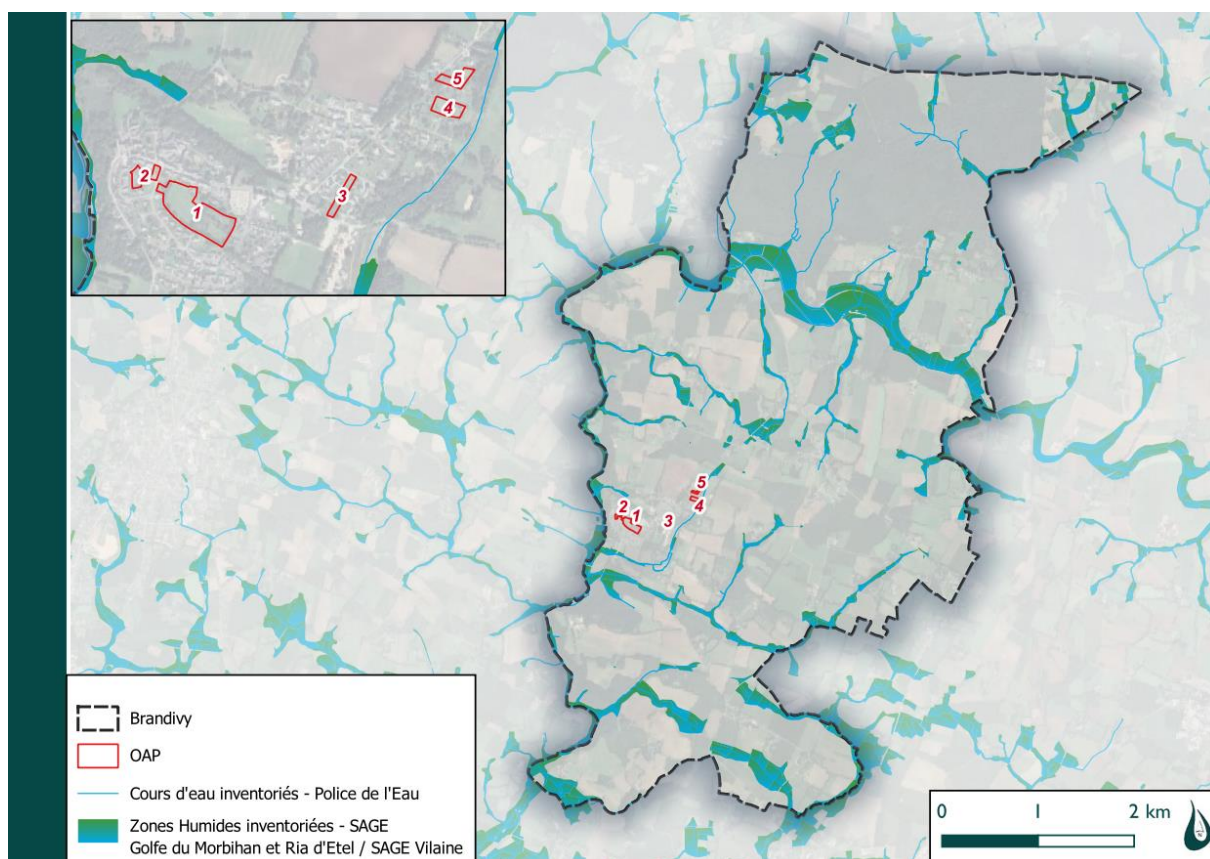 5
4
2
3
1
5
4
2
1
3
Brandivy
OAP
Cours d'eau inventoriés - Police de l'Eau
Zones Humides inventoriées - SAGE
Golfe du Morbihan et Ria d'Etel / SAGE Vilaine
0 1 2 km